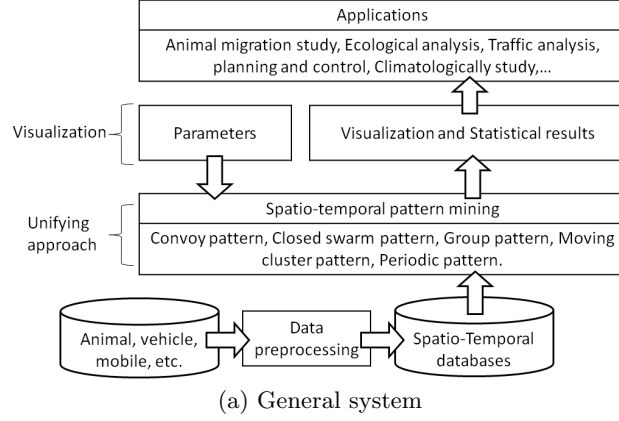 Applications
Animal migration study, Ecological analysis, Traffic analysis,
planning and control, Climatologically study,...
Visualization
Parameters
Visualization and Statistical results
Unifying
approach
Spatio-temporal pattern mining
Convoy pattern, Closed swarm pattern, Group pattern, Moving
cluster pattern, Periodic pattern.
Animal, vehicle,
mobile, etc.
Data
preprocessing
Spatio-Temporal
databases
(a) General system